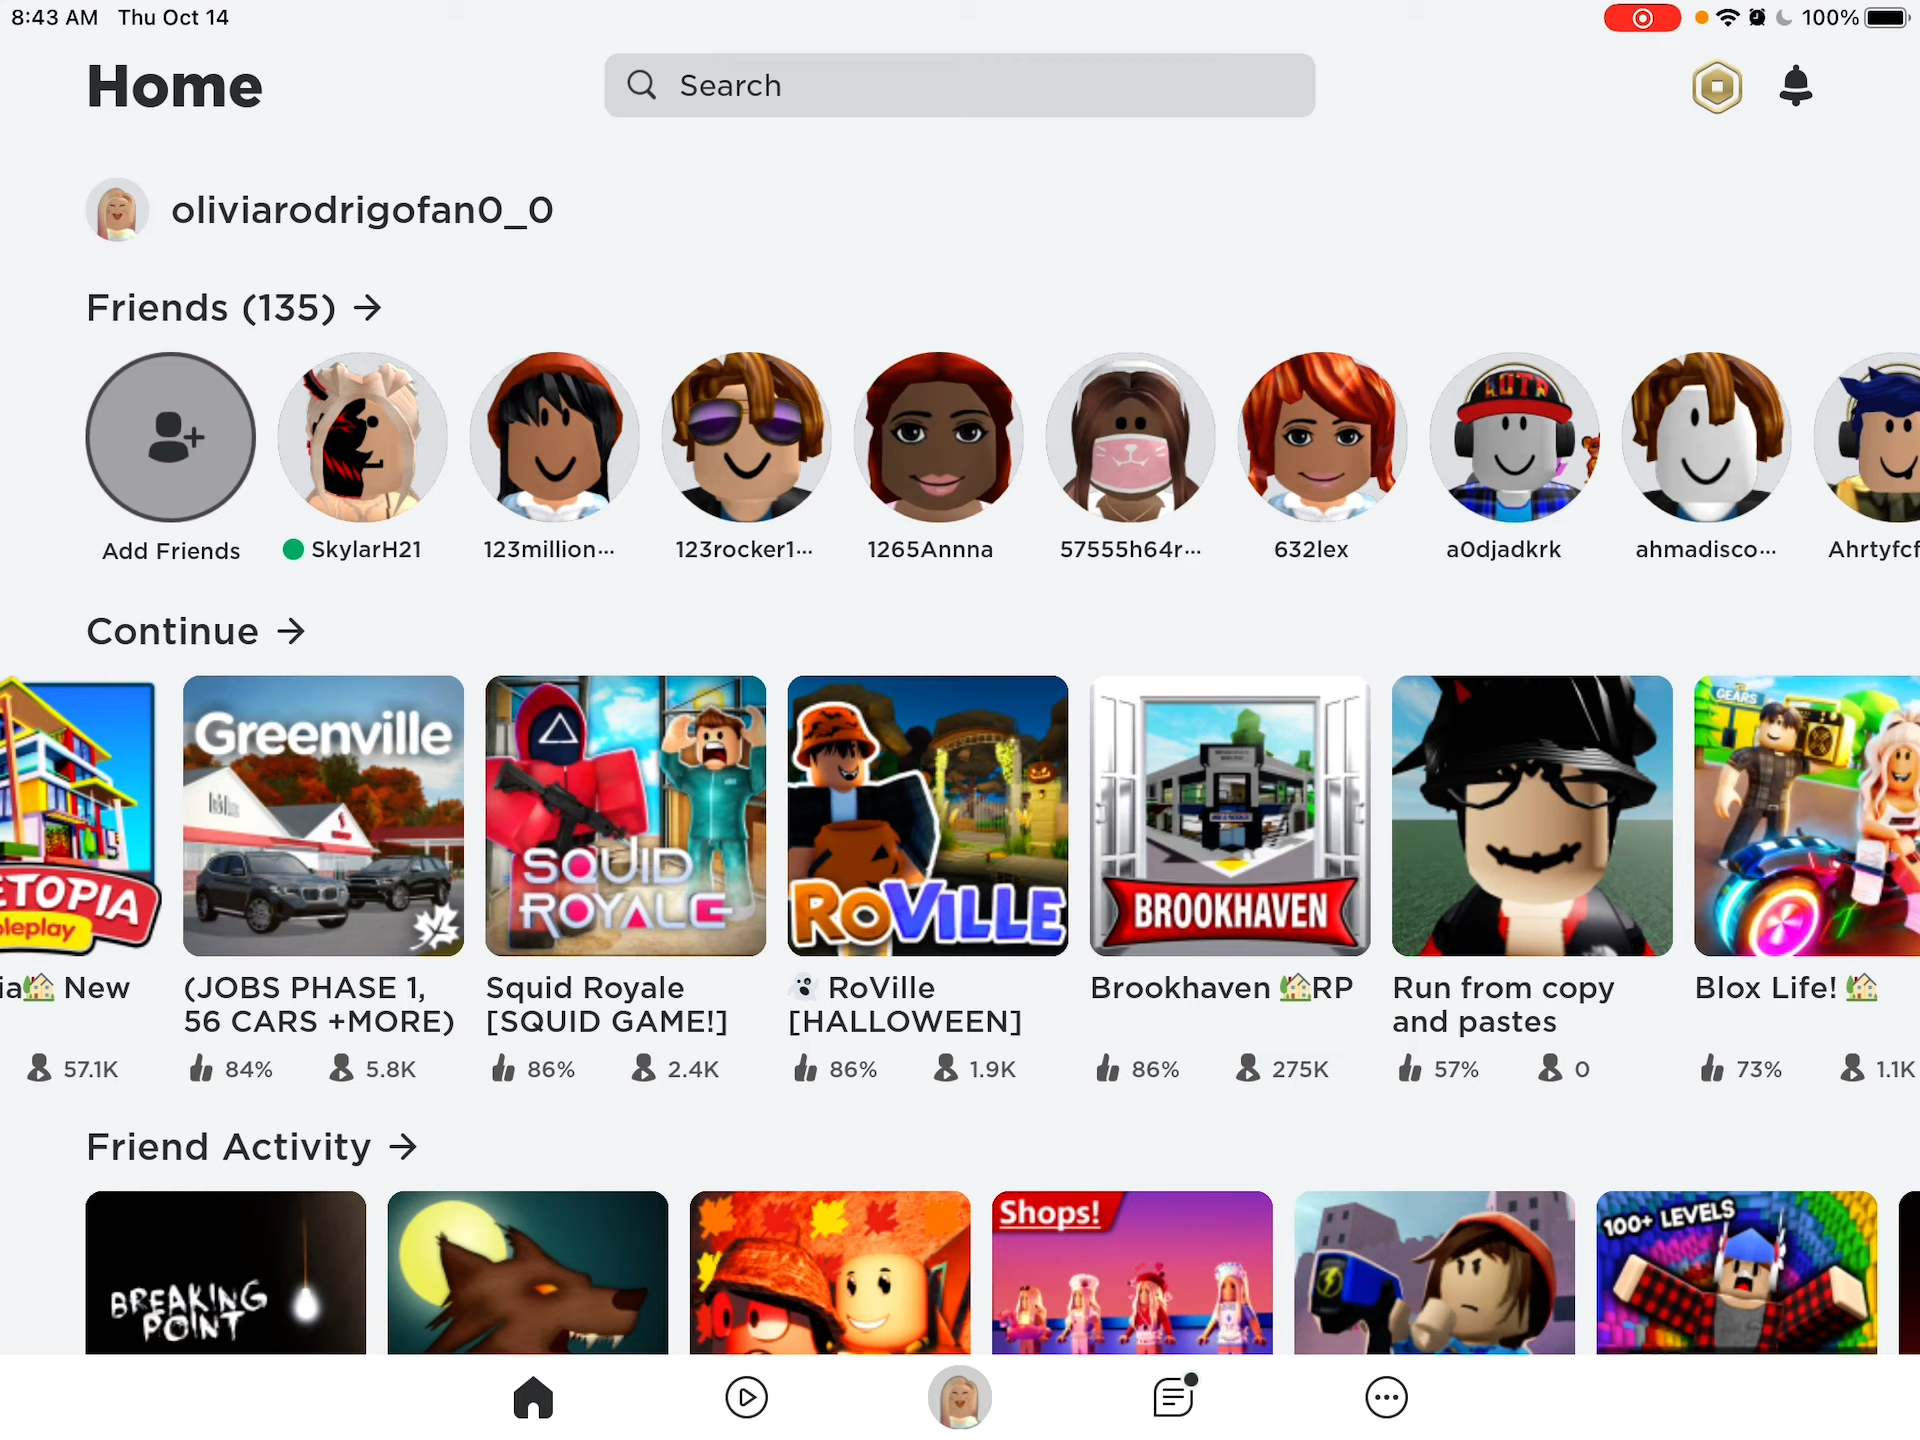 8:43 AM Thu Oct 14
100%
Home
Search
oliviarodrigofan0_0
Friends (135) →
Add Friends
SkylarH21
123million...
123rocker1...
1265Annna
57555h64r...
632lex
a0djadkrk
ahmadisco...
Ahrtyfcf
Continue →
ETOPIA
oleplay
Greenville
SQUID
ROYALE
ROVILLE
BROOKHAVEN
GEARS
ia🏡 New
57.1K
(JOBS PHASE 1,
56 CARS +MORE)
84% 5.8K
Squid Royale
[SQUID GAME!]
86% 2.4K
👻 RoVille
[HALLOWEEN]
86% 1.9K
Brookhaven 🏡RP
86% 275K
Run from copy
and pastes
57% 0
Blox Life! 🏡
73% 1.1K
Friend Activity →
BREAKING
POINT
Shops!
100+ LEVELS